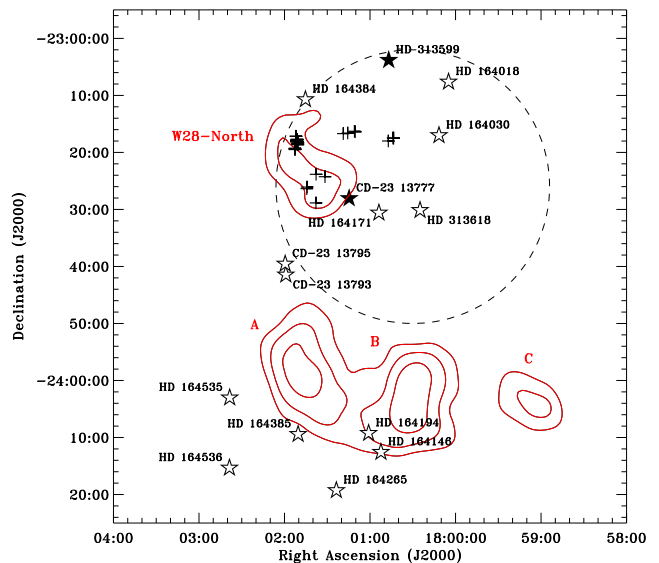 -23:00:00
HD 313599
HD 164018
10:00
HD 164384
W28-North
HD 164030
20:00
CD-23 13777
30:00
HD 164171
HD 313618
CD-23 13795
40:00
CD-23 13793
50:00
A
B
C
-24:00:00
HD 164535
HD 164385
HD 164194
10:00
HD 164146
HD 164536
HD 164265
20:00
04:00
03:00
02:00
01:00
18:00:00
59:00
58:00
Right Ascension (J2000)
Declination (J2000)